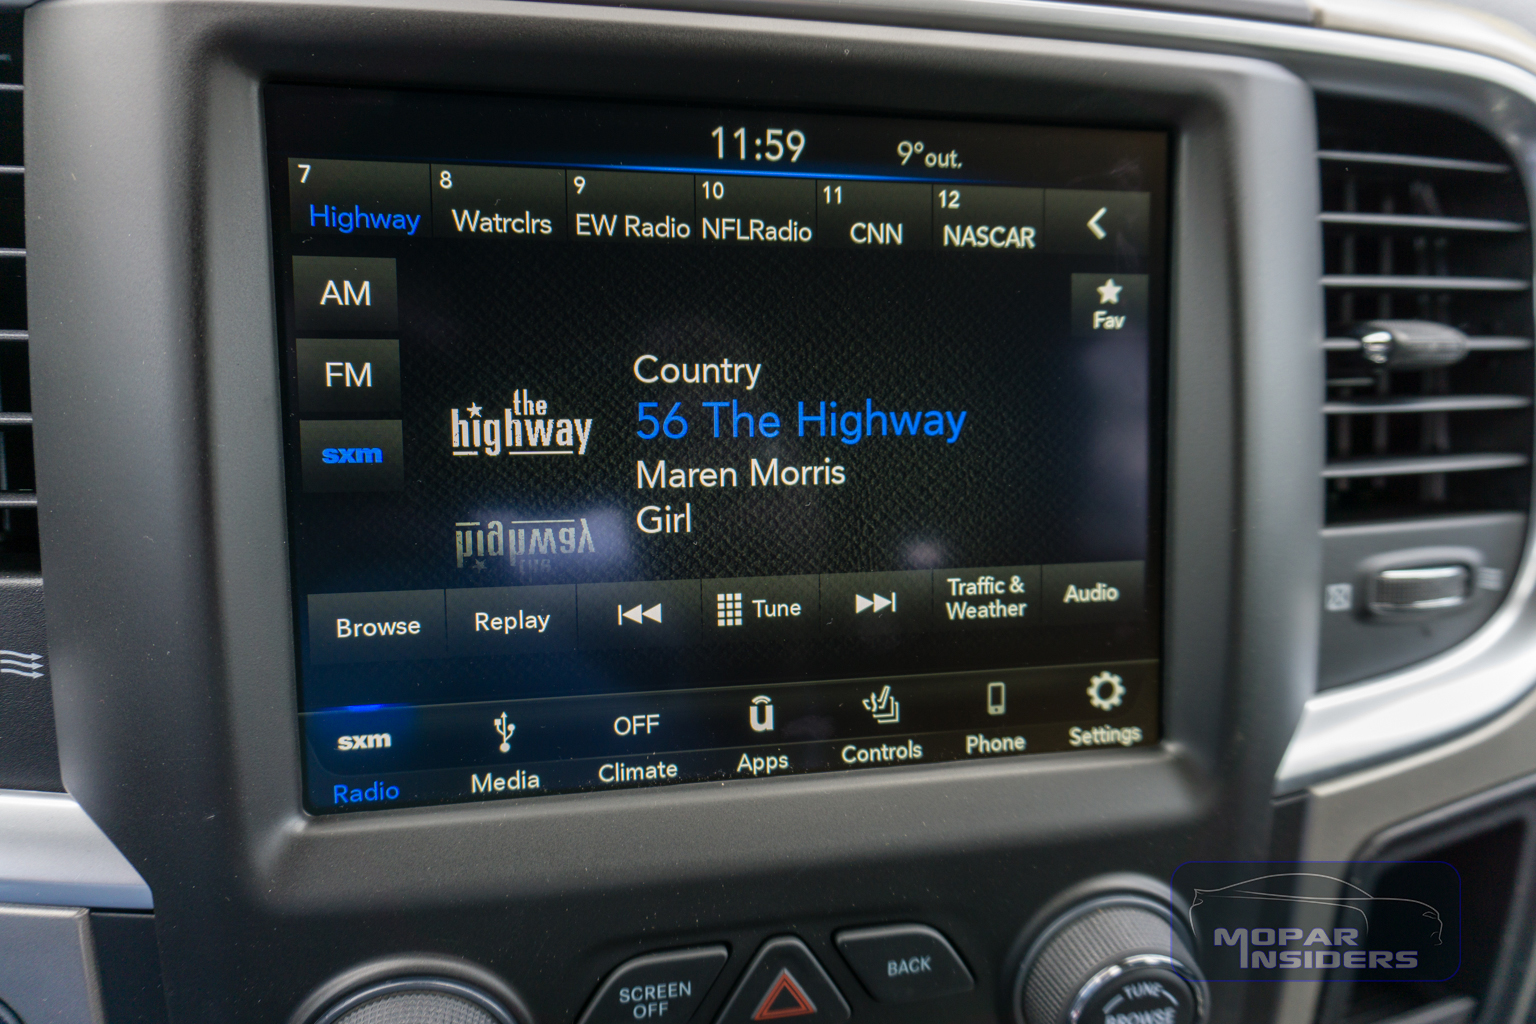 11:59
9° out.
7
8
9
10
11
12
Highway
Watrclrs
EW Radio
NFLRadio
CNN
NASCAR
AM
Fav
FM
sxm
the
highway
Country
56 The Highway
Maren Morris
Girl
Browse
Replay
Tune
Traffic &
Weather
Audio
sxm
OFF
ū
Radio
Media
Climate
Apps
Controls
Phone
Settings
SCREEN
OFF
BACK
TUNE
BROWSE
MOPAR
INSIDERS